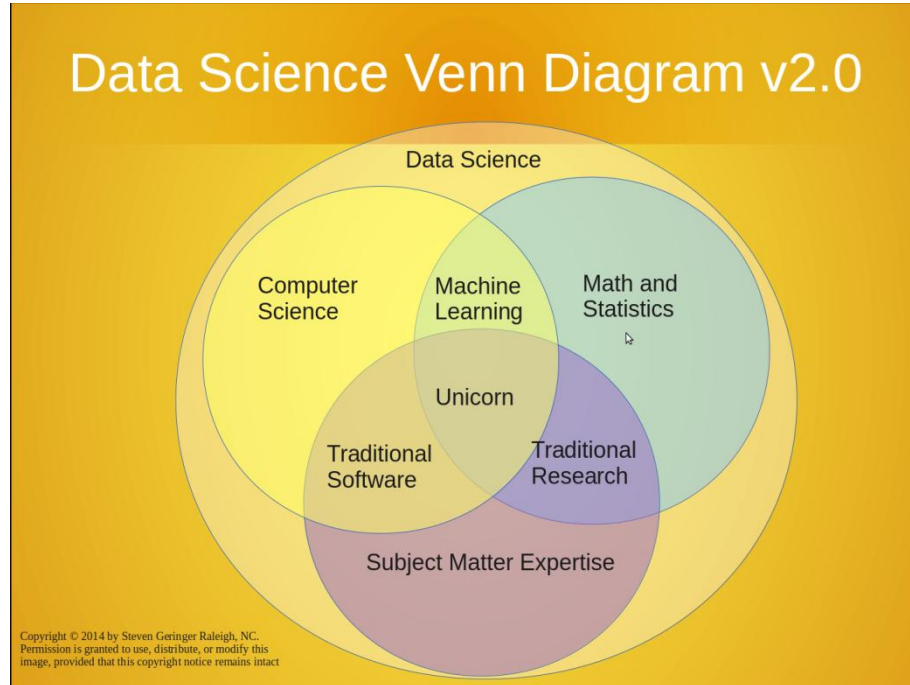 Data Science Venn Diagram v2.0
Data Science
Computer
Science
Machine
Learning
Math and
Statistics
Unicorn
Traditional
Software
Traditional
Research
Subject Matter Expertise
Copyright © 2014 by Steven Geringer Raleigh, NC.
Permission is granted to use, distribute, or modify this
image, provided that this copyright notice remains intact